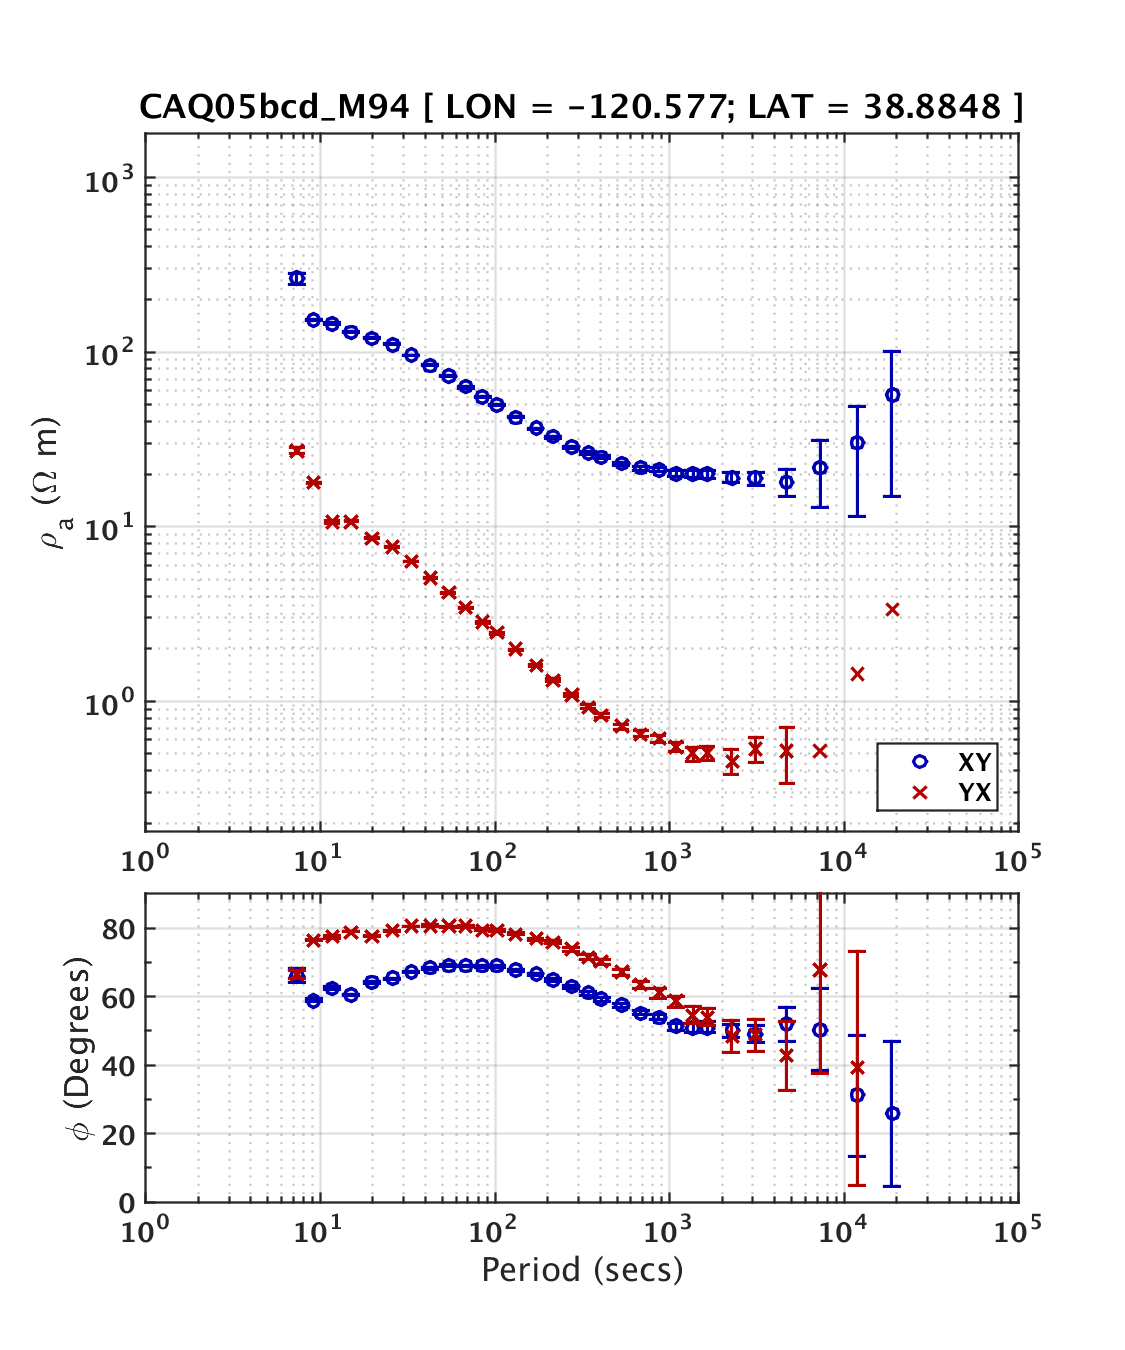 CAQ05bcd_M94 [ LON = -120.577; LAT = 38.8848 ]
10³
10²
10¹
10⁰
ρa (Ω m)
XY
YX
10⁰ 10¹ 10² 10³ 10⁴ 10⁵
80
60
40
20
0
ϕ (Degrees)
10⁰ 10¹ 10² 10³ 10⁴ 10⁵
Period (secs)